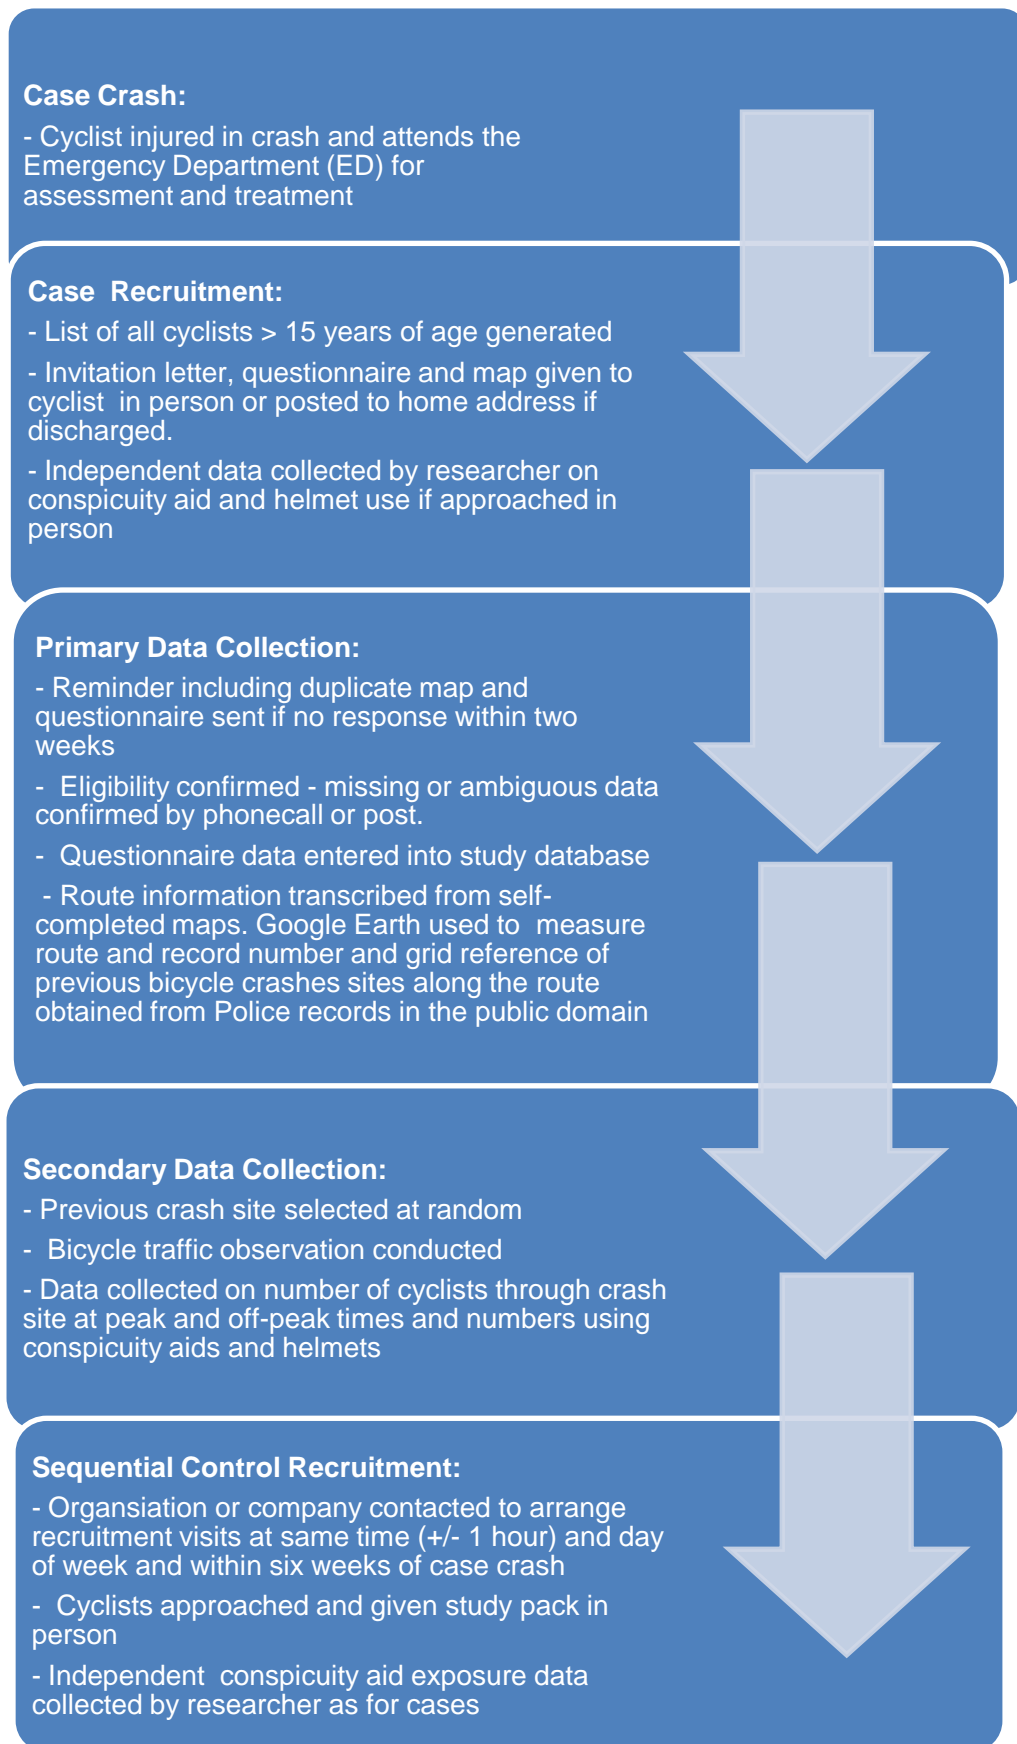 Case Crash:
- Cyclist injured in crash and attends the
Emergency Department (ED) for
assessment and treatment
Case  Recruitment:
- List of all cyclists > 15 years of age generated
- Invitation letter, questionnaire and map given to
cyclist  in person or posted to home address if
discharged.
- Independent data collected by researcher on
conspicuity aid and helmet use if approached in
person
Primary Data Collection:
- Reminder including duplicate map and
questionnaire sent if no response within two
weeks
-  Eligibility confirmed - missing or ambiguous data
confirmed by phonecall or post.
-  Questionnaire data entered into study database
- Route information transcribed from self-
completed maps. Google Earth used to  measure
route and record number and grid reference of
previous bicycle crashes sites along the route
obtained from Police records in the public domain
Secondary Data Collection:
- Previous crash site selected at random
-  Bicycle traffic observation conducted
- Data collected on number of cyclists through crash
site at peak and off-peak times and numbers using
conspicuity aids and helmets
Sequential Control Recruitment:
- Organsiation or company contacted to arrange
recruitment visits at same time (+/- 1 hour) and day
of week and within six weeks of case crash
-  Cyclists approached and given study pack in
person
- Independent  conspicuity aid exposure data
collected by researcher as for cases